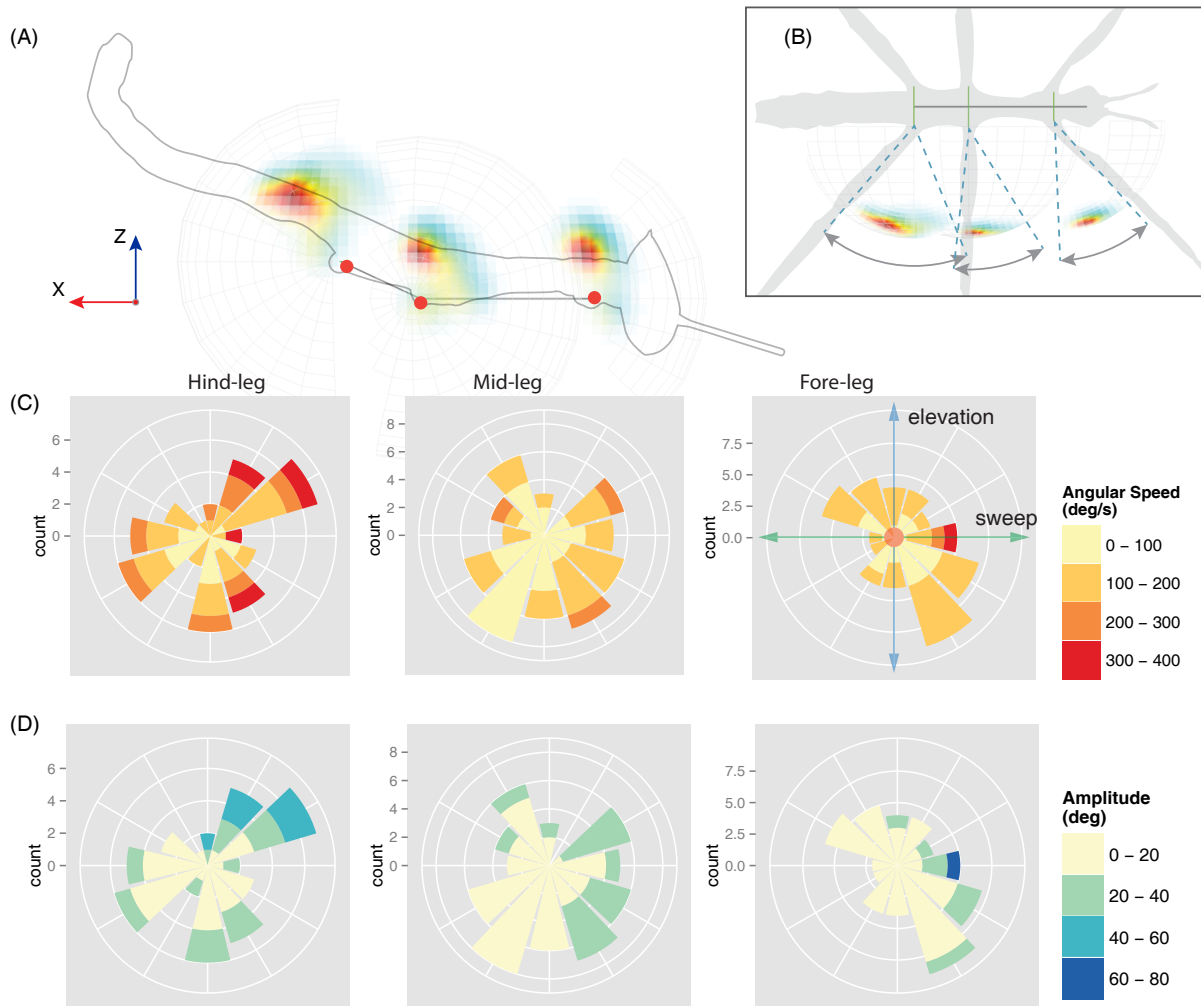 (A)
(B)
Z
X
Hind-leg
Mid-leg
Fore-leg
(C)
6
4
2
0
count
8
6
4
2
0
count
elevation
sweep
7.5
5.0
2.5
0.0
count
Angular Speed
(deg/s)
0 – 100
100 – 200
200 – 300
300 – 400
(D)
6
4
2
0
count
8
6
4
2
0
count
7.5
5.0
2.5
0.0
count
Amplitude
(deg)
0 – 20
20 – 40
40 – 60
60 – 80